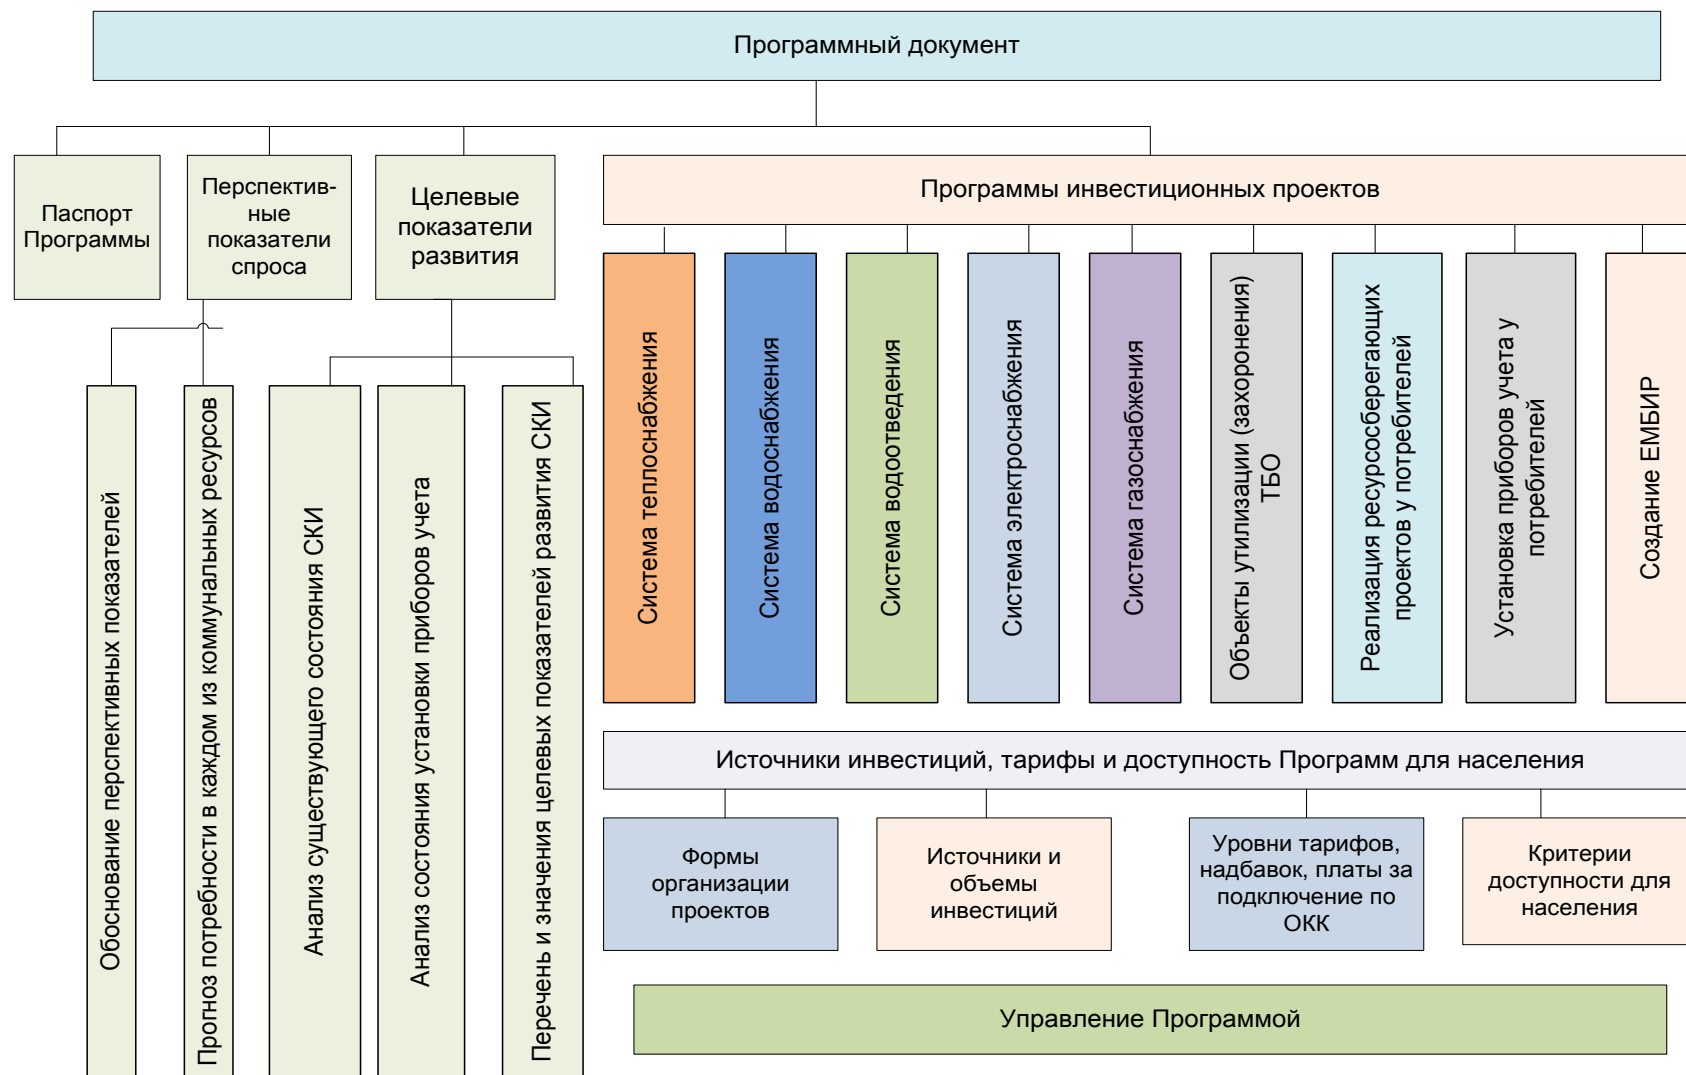 Программный документ
Паспорт
Программы
Перспектив-
ные
показатели
спроса
Целевые
показатели
развития
Программы инвестиционных проектов
Обоснование перспективных показателей
Прогноз потребности в каждом из коммунальных ресурсов
Анализ существующего состояния СКИ
Анализ состояния установки приборов учета
Перечень и значения целевых показателей развития СКИ
Система теплоснабжения
Система водоснабжения
Система водоотведения
Система электроснабжения
Система газоснабжения
Объекты утилизации (захоронения)
ТБО
Реализация ресурсосберегающих
проектов у потребителей
Установка приборов учета у
потребителей
Создание ЕМБИР
Источники инвестиций, тарифы и доступность Программ для населения
Формы
организации
проектов
Источники и
объемы
инвестиций
Уровни тарифов,
надбавок, платы за
подключение по
ОКК
Критерии
доступности для
населения
Управление Программой